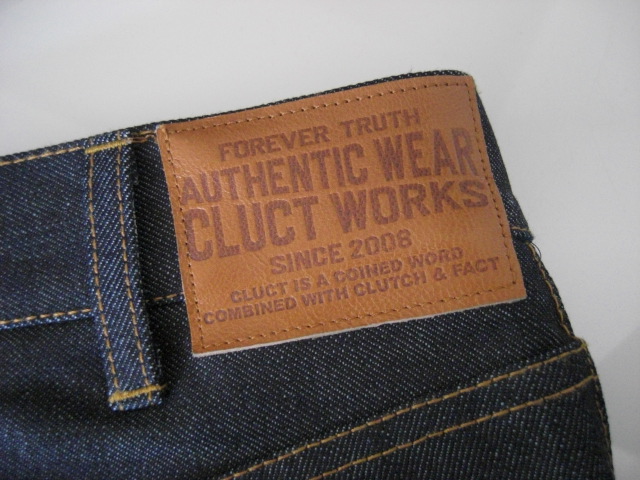 FOREVER TRUTH
AUTHENTIC WEAR
CLUCT WORKS
SINCE 2008
CLUCT IS A COINED WORD
COMBINED WITH CLUTCH & FACT